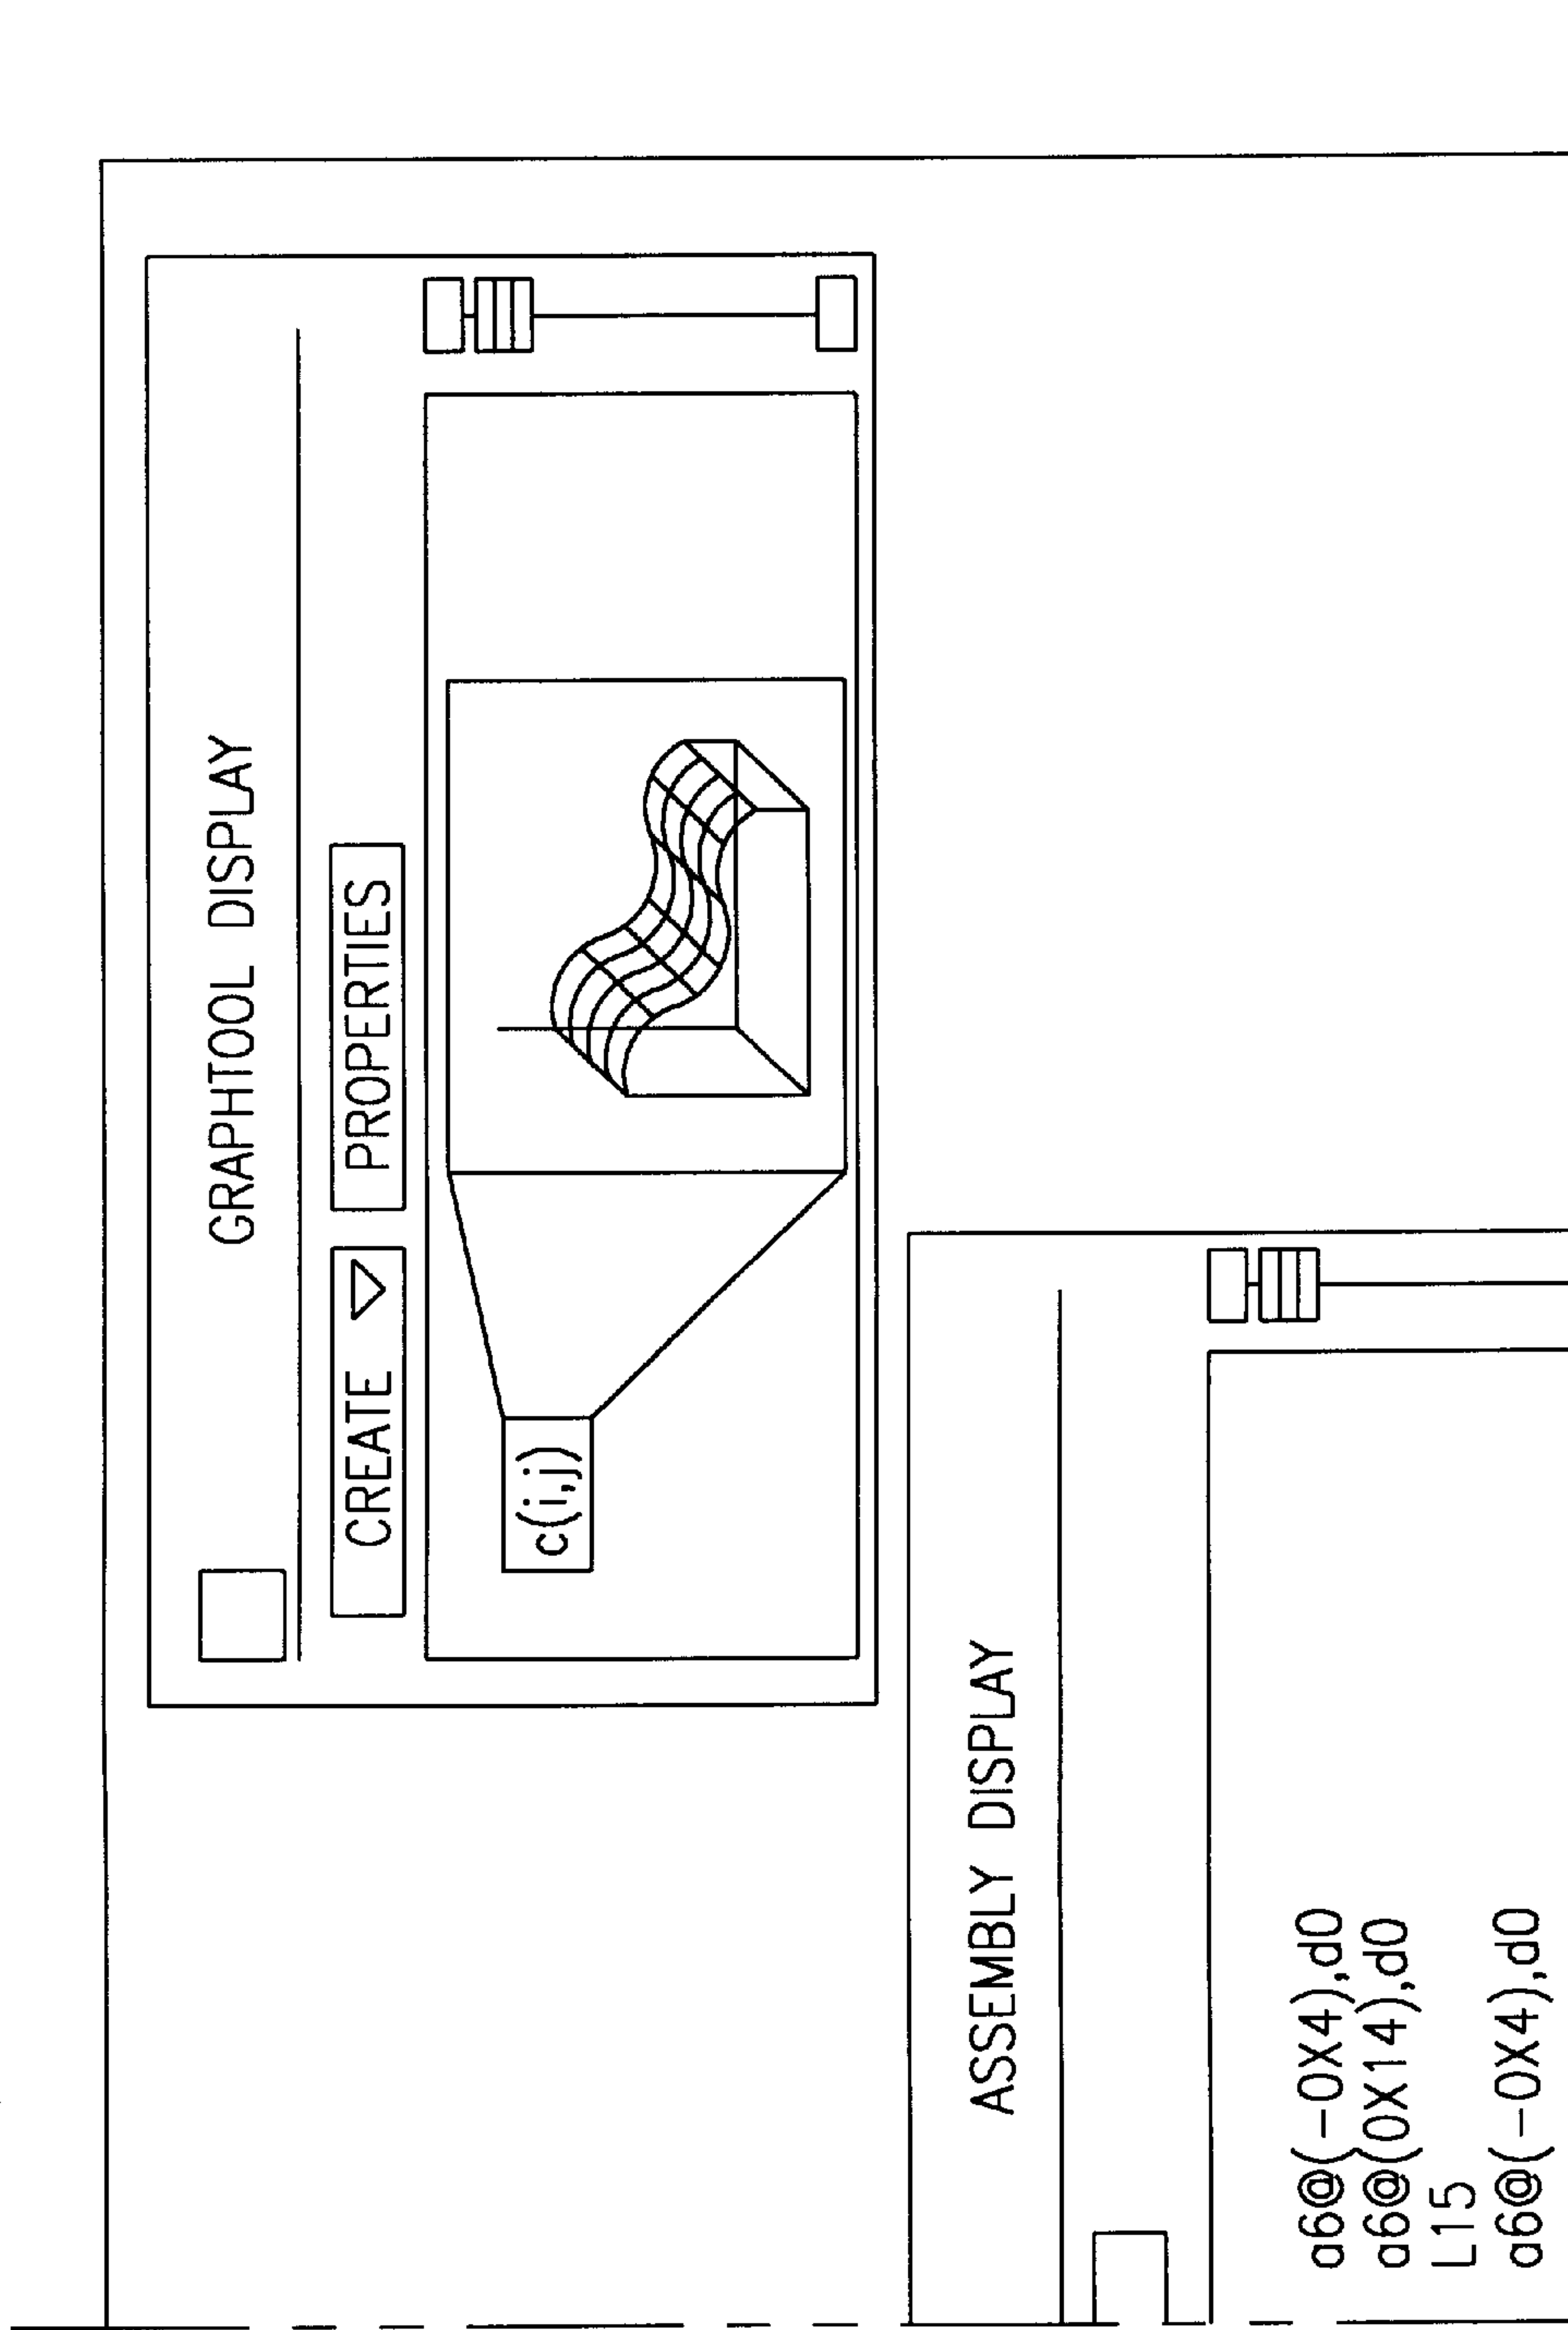 GRAPHTOOL DISPLAY
CREATE PROPERTIES
c(i,j)
ASSEMBLY DISPLAY
a6@(-0X4),d0
a6@(0X14),d0
L15
a6@(-0X4),d0